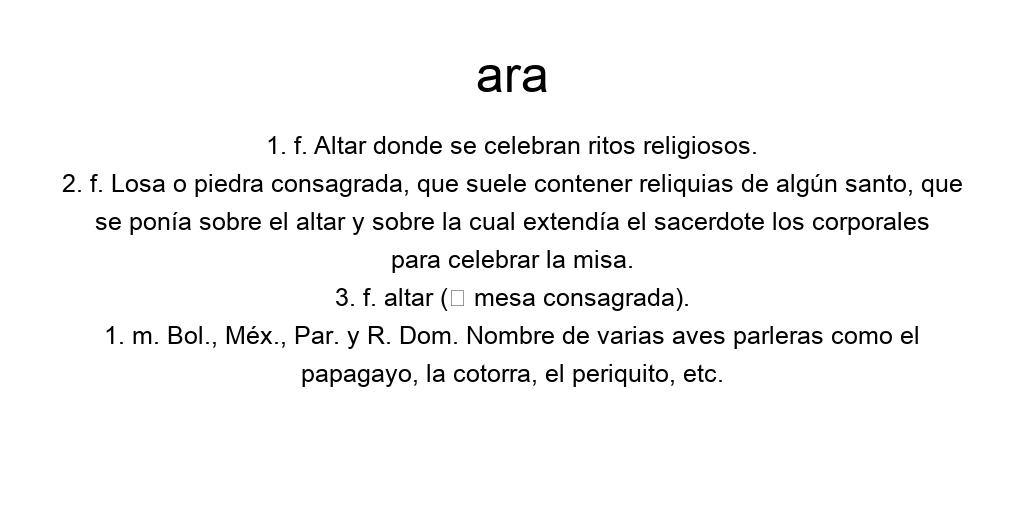 ara
1. f. Altar donde se celebran ritos religiosos.
2. f. Losa o piedra consagrada, que suele contener reliquias de algún santo, que
se ponía sobre el altar y sobre la cual extendía el sacerdote los corporales
para celebrar la misa.
3. f. altar (□ mesa consagrada).
1. m. Bol., Méx., Par. y R. Dom. Nombre de varias aves parleras como el
papagayo, la cotorra, el periquito, etc.